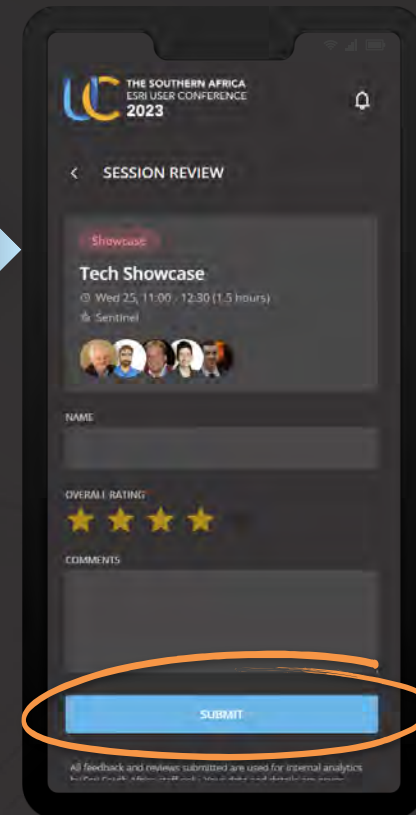 UC THE SOUTHERN AFRICA
ESRI USER CONFERENCE
2023
SESSION REVIEW
Showcase
Tech Showcase
Wed 25, 11:00 - 12:30 (1.5 hours)
Sentinel
NAME
OVERALL RATING
COMMENTS
SUBMIT
All feedback and reviews submitted are used for internal analytics